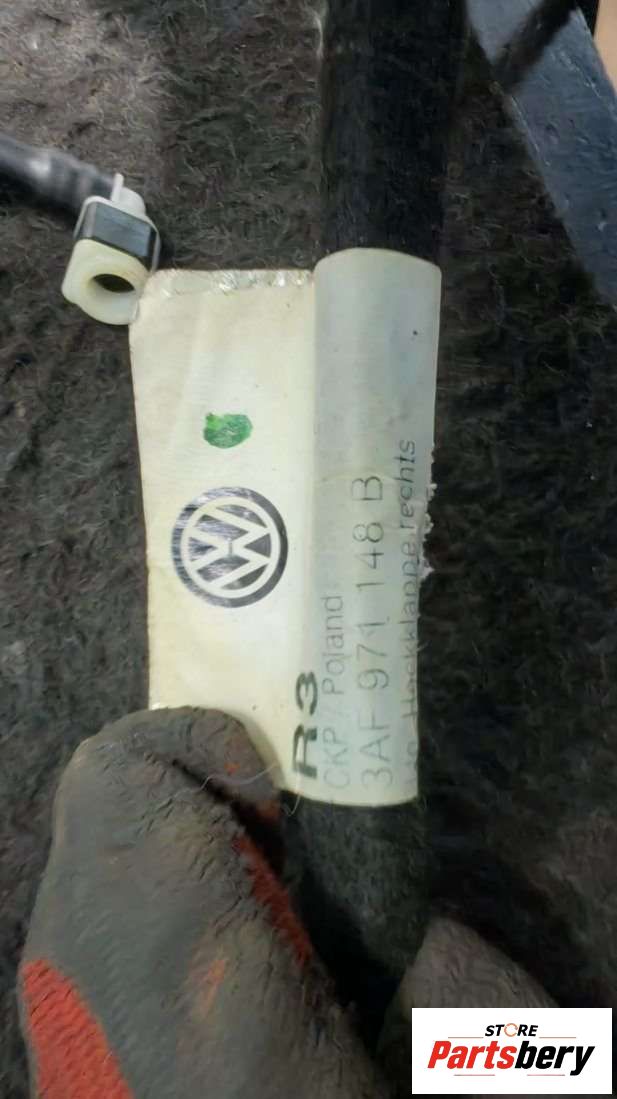 R3
CKP / Poland
3AF 971 148 B
Heckklappe rechts
STORE
Partsbery